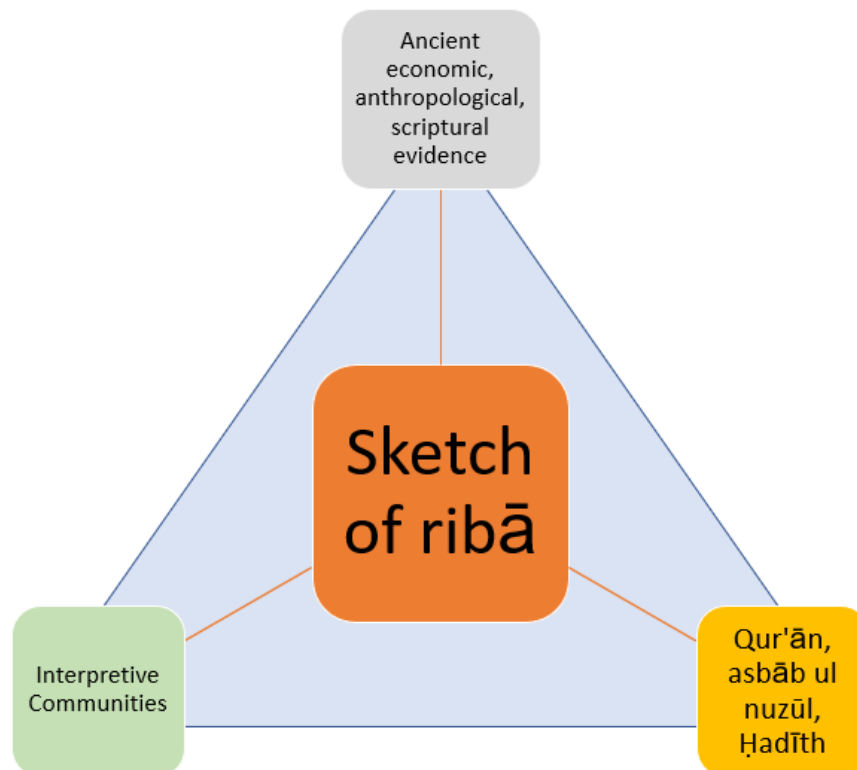 Ancient
economic,
anthropological,
scriptural
evidence
Sketch
of ribā
Interpretive
Communities
Qur'ān,
asbāb ul
nuzūl,
Ḥadīth